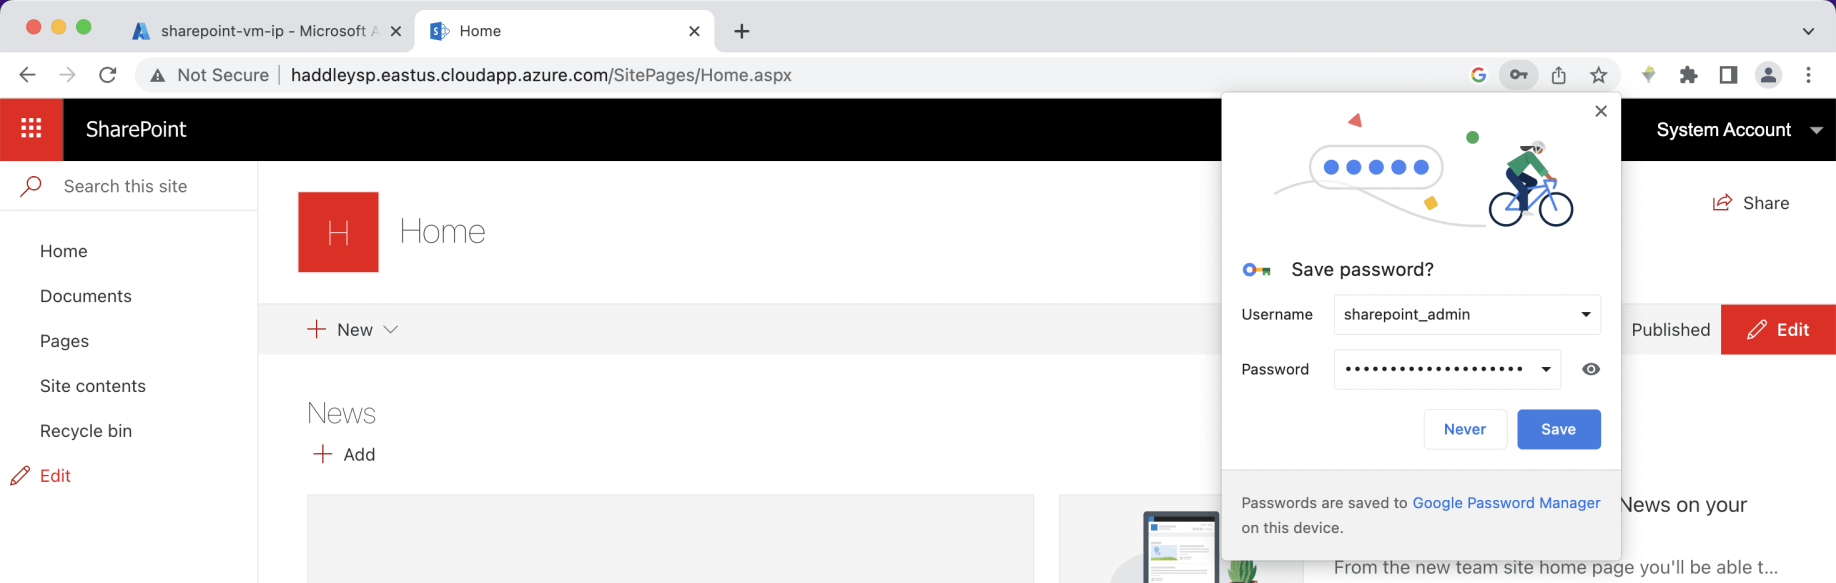 sharepoint-vm-ip - Microsoft A
Home
Not Secure haddleysp.eastus.cloudapp.azure.com/SitePages/Home.aspx
SharePoint
System Account
Search this site
Home
Documents
Pages
Site contents
Recycle bin
Edit
H Home
Share
New
Published
Edit
News
Add
Save password?
Username sharepoint_admin
Password ••••••••••••••••••••
Never Save
Passwords are saved to Google Password Manager
on this device.
News on your
From the new team site home page you'll be able t...